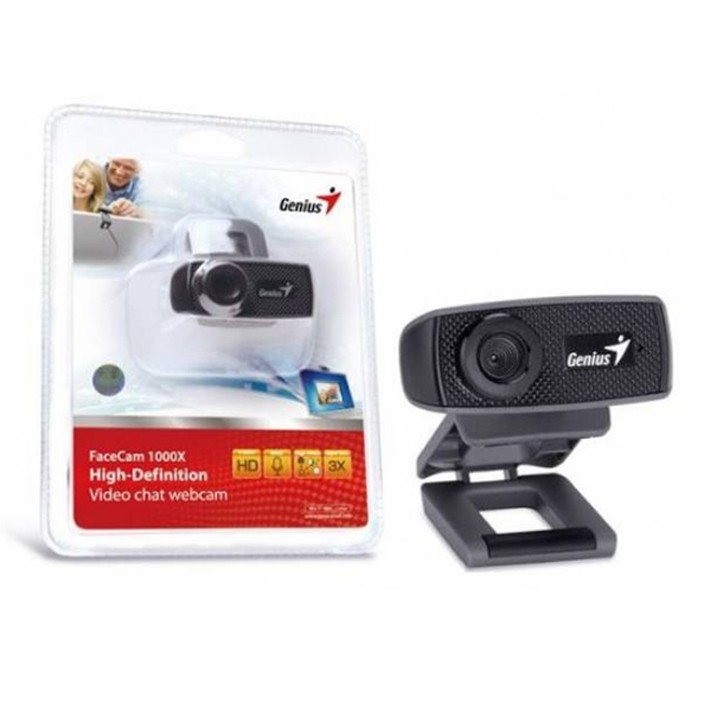 Genius
Genius
FaceCam 1000X
High-Definition
Video chat webcam
HD
3X
Genius